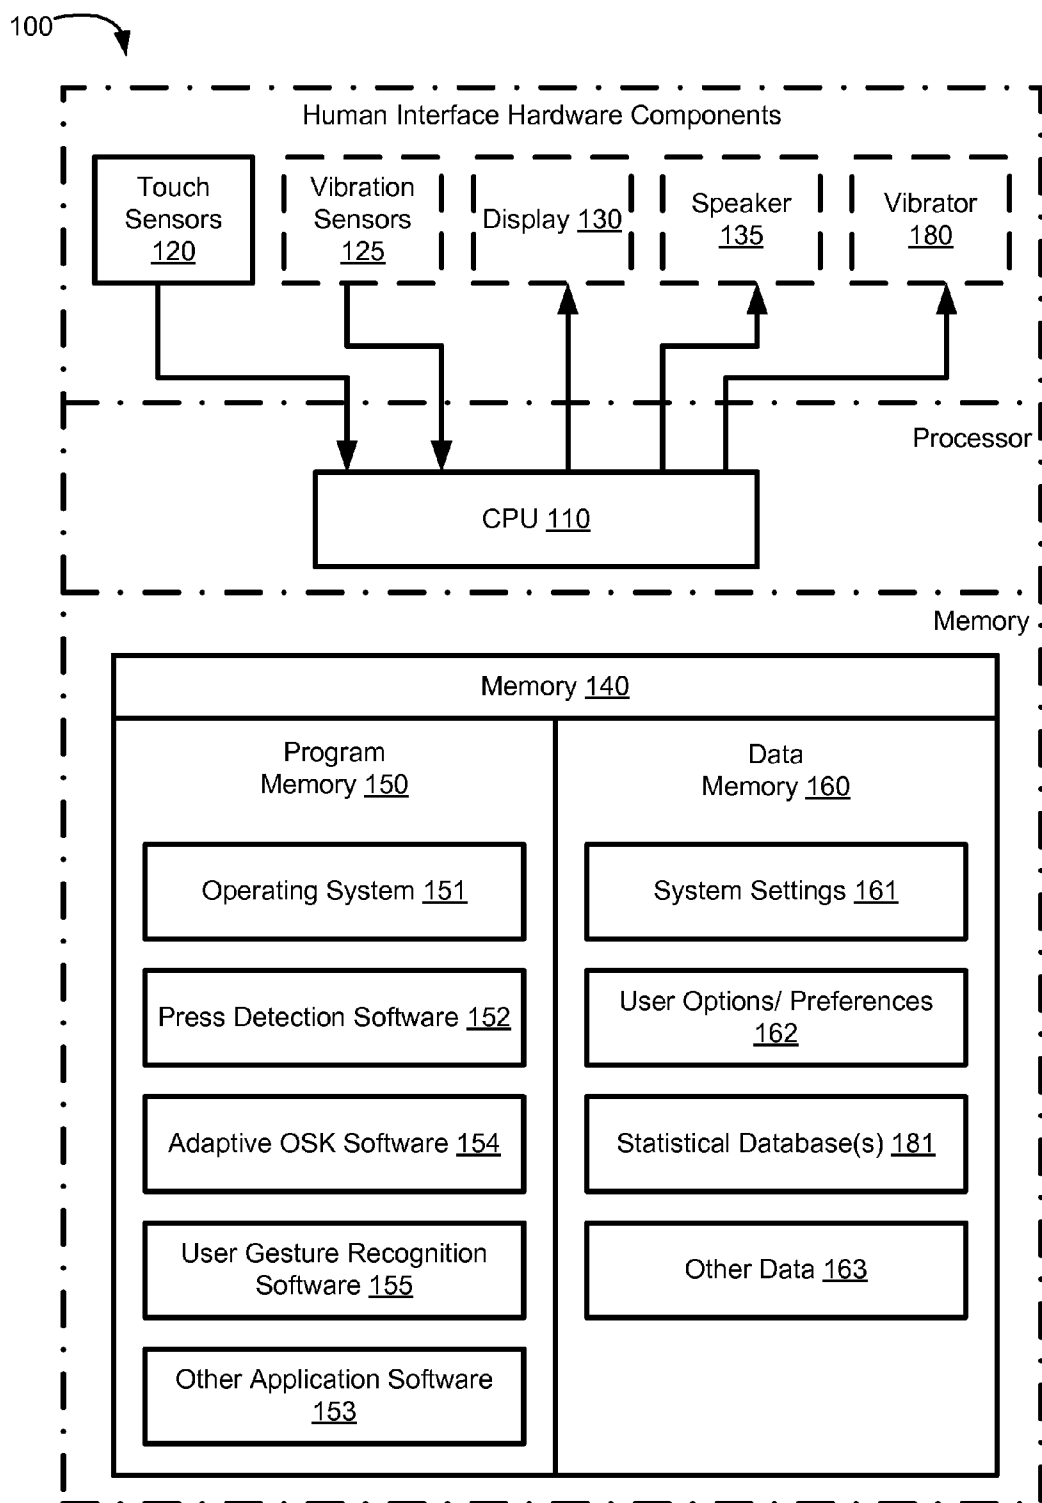 100
Human Interface Hardware Components
Touch
Sensors
120
Vibration
Sensors
125
Display 130
Speaker
135
Vibrator
180
Processor
CPU 110
Memory
Memory 140
Program
Memory 150
Operating System 151
Press Detection Software 152
Adaptive OSK Software 154
User Gesture Recognition
Software 155
Other Application Software
153
Data
Memory 160
System Settings 161
User Options/ Preferences
162
Statistical Database(s) 181
Other Data 163